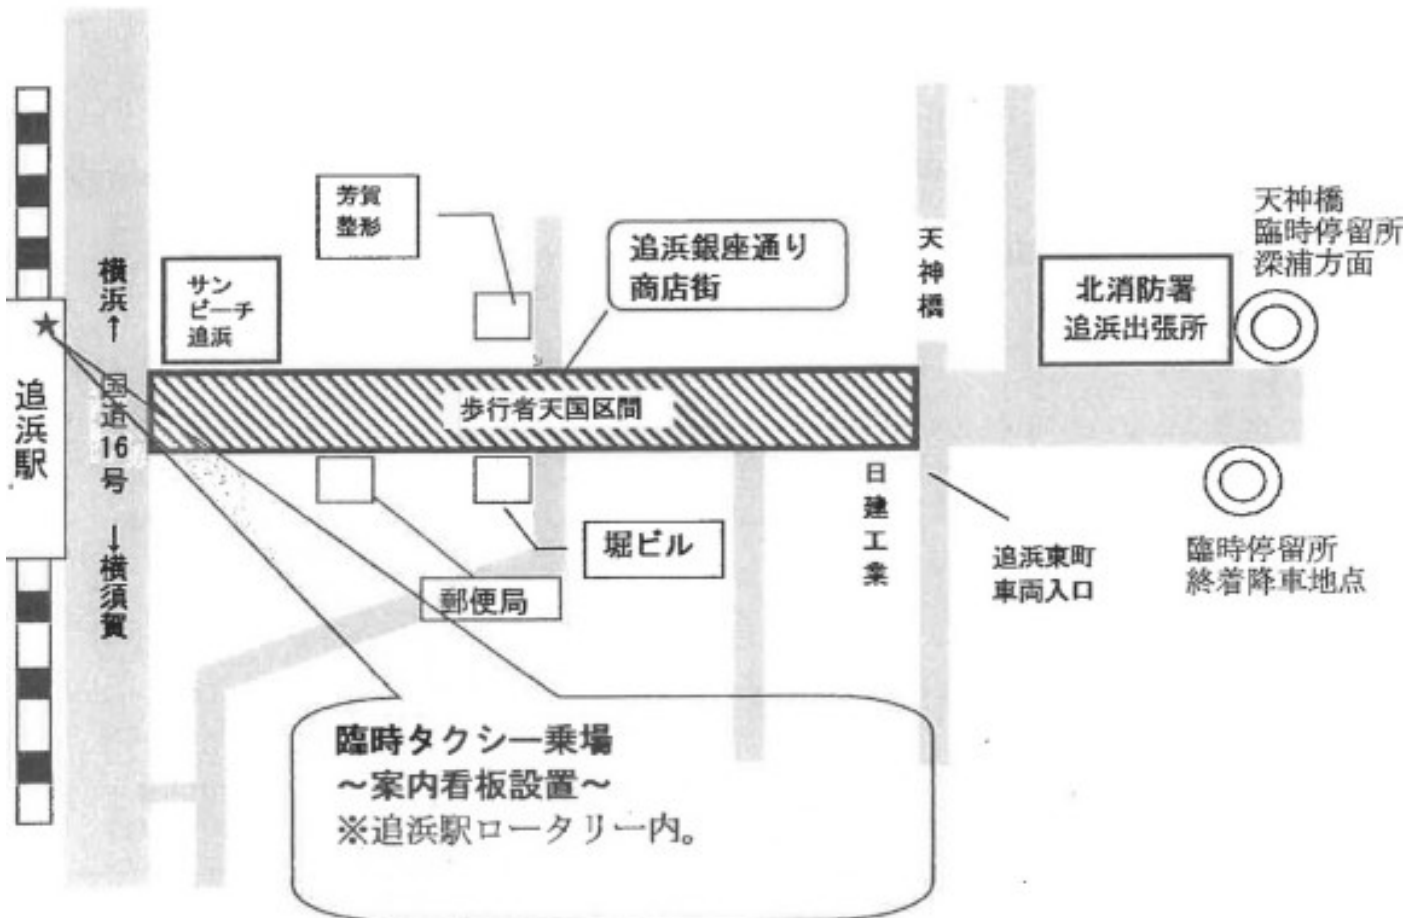 芳賀
整形
追浜銀座通り
商店街
天神橋
天神橋
臨時停留所
深浦方面
横浜↑
サン
ビーチ
追浜
北消防署
追浜出張所
★
追浜駅
国道16号
歩行者天国区間
↓横須賀
日建工業
堀ビル
郵便局
追浜東町
車両入口
臨時停留所
終着降車地点
臨時タクシー乗場
~案内看板設置~
※追浜駅ロータリー内。